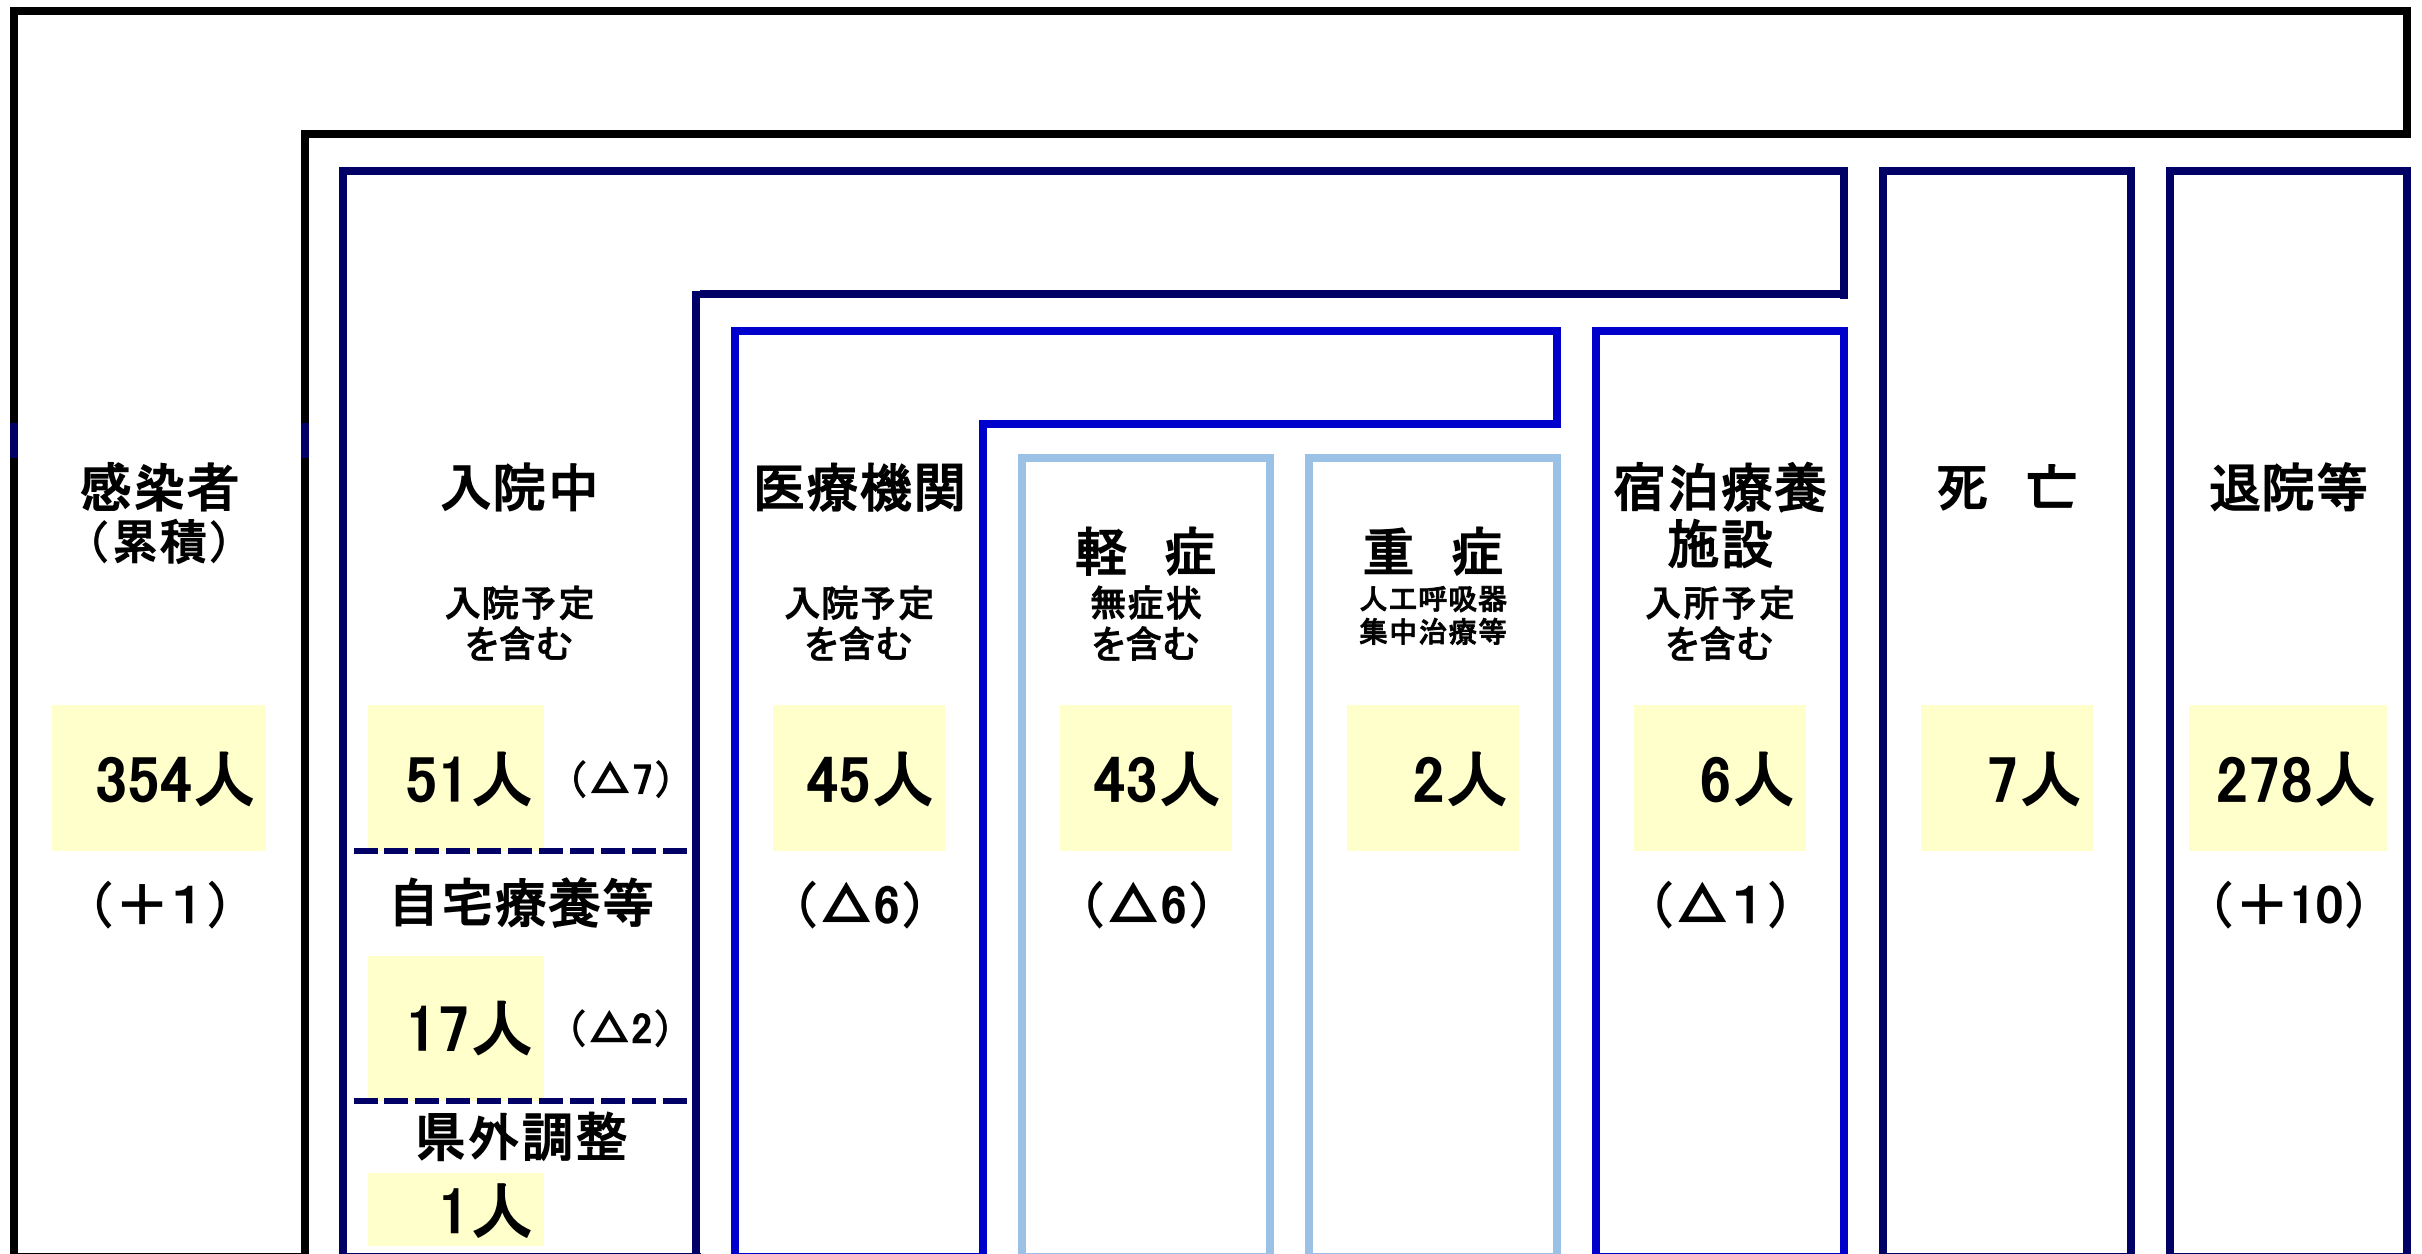 感染者
（累積）
354人
（＋1）
入院中
入院予定
を含む
51人 （△7）
自宅療養等
17人 （△2）
県外調整
1人
医療機関
入院予定
を含む
45人
（△6）
軽　症
無症状
を含む
43人
（△6）
重　症
人工呼吸器
集中治療等
2人
宿泊療養
施設
入所予定
を含む
6人
（△1）
死　亡
7人
退院等
278人
（＋10）